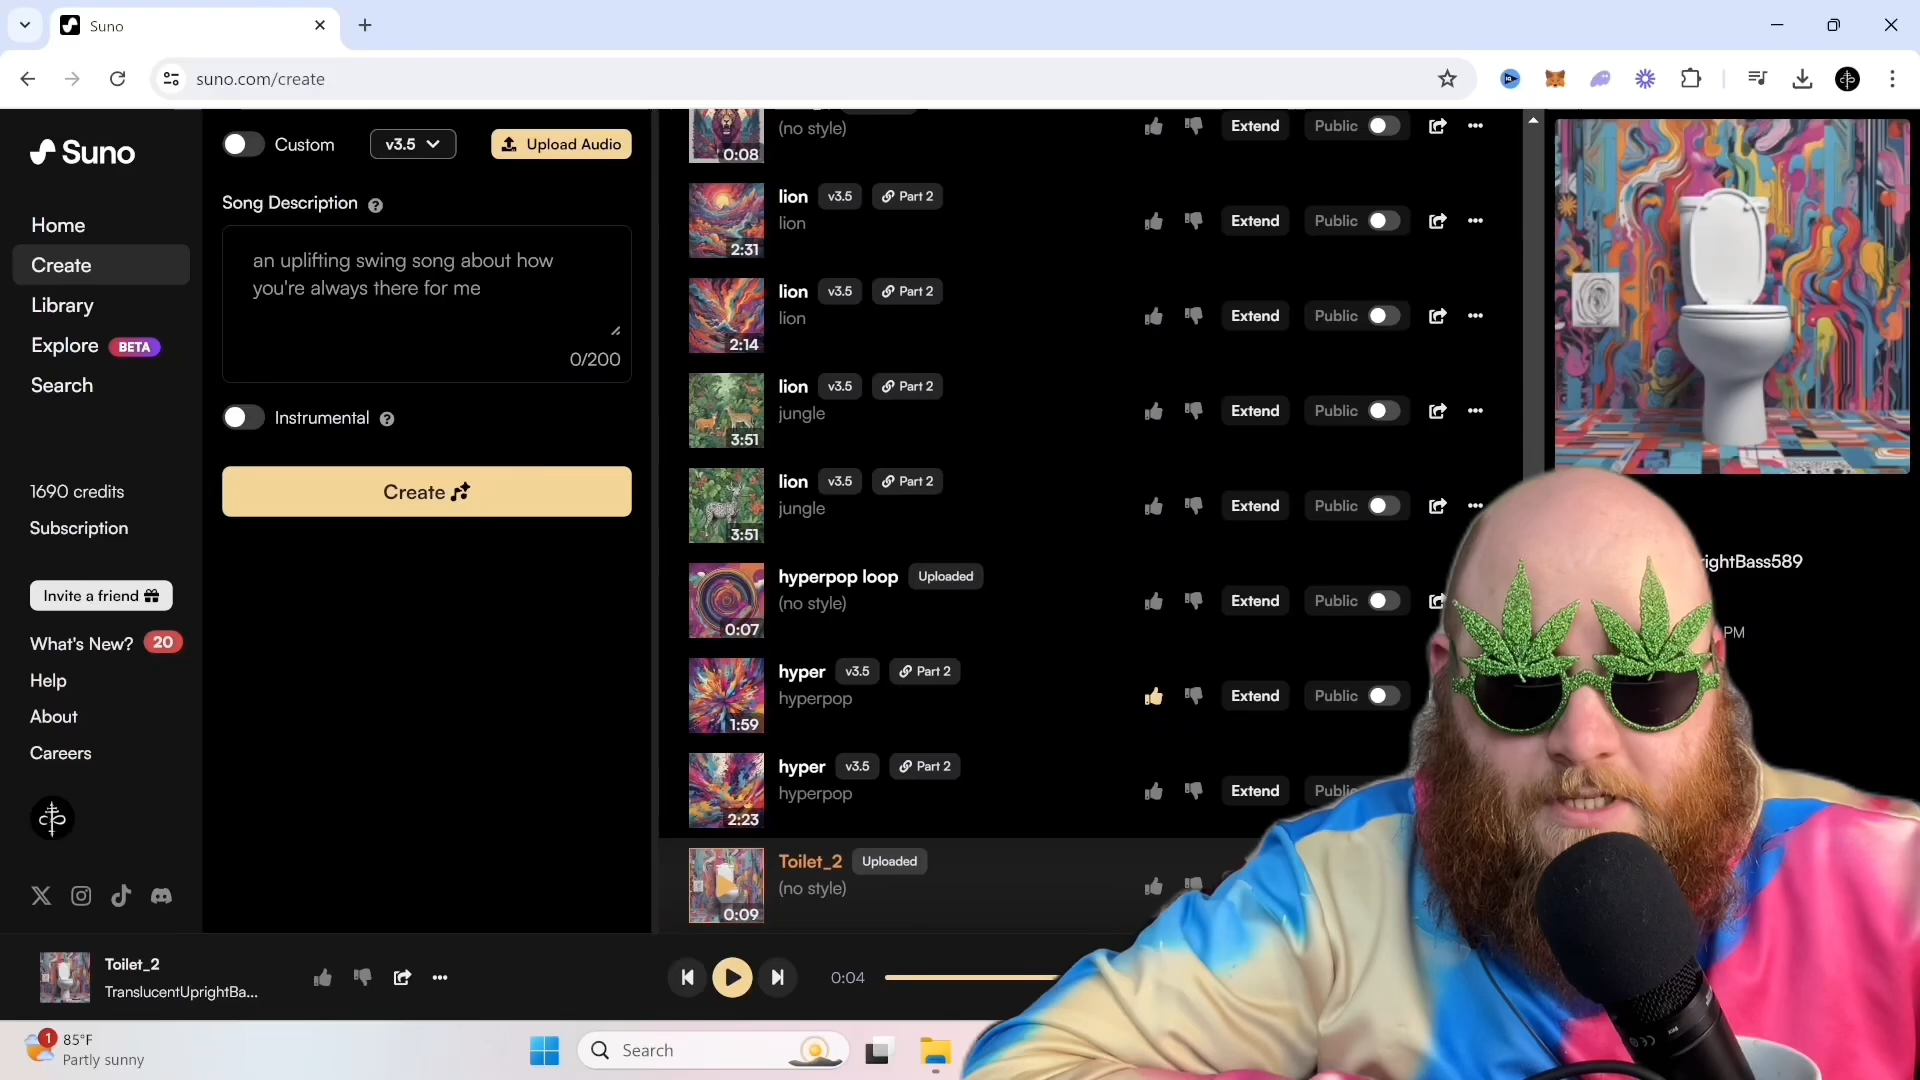 Suno
suno.com/create
Suno
Home
Create
Library
Explore BETA
Search
1690 credits
Subscription
Invite a friend
What's New? 20
Help
About
Careers
Custom
v3.5
Upload Audio
Song Description ?
an uplifting swing song about how
you're always there for me
0/200
Instrumental ?
Create
(no style)
0:08
Extend
Public
lion v3.5 Part 2
lion
2:31
Extend
Public
lion v3.5 Part 2
lion
2:14
Extend
Public
lion v3.5 Part 2
jungle
3:51
Extend
Public
lion v3.5 Part 2
jungle
3:51
Extend
Public
hyperpop loop Uploaded
(no style)
0:07
Extend
Public
hyper v3.5 Part 2
hyperpop
1:59
Extend
Public
hyper v3.5 Part 2
hyperpop
2:23
Extend
Public
Toilet_2 Uploaded
(no style)
0:09
rightBass589
PM
Toilet_2
TranslucentUprightBa...
0:04
1
85°F
Partly sunny
Search